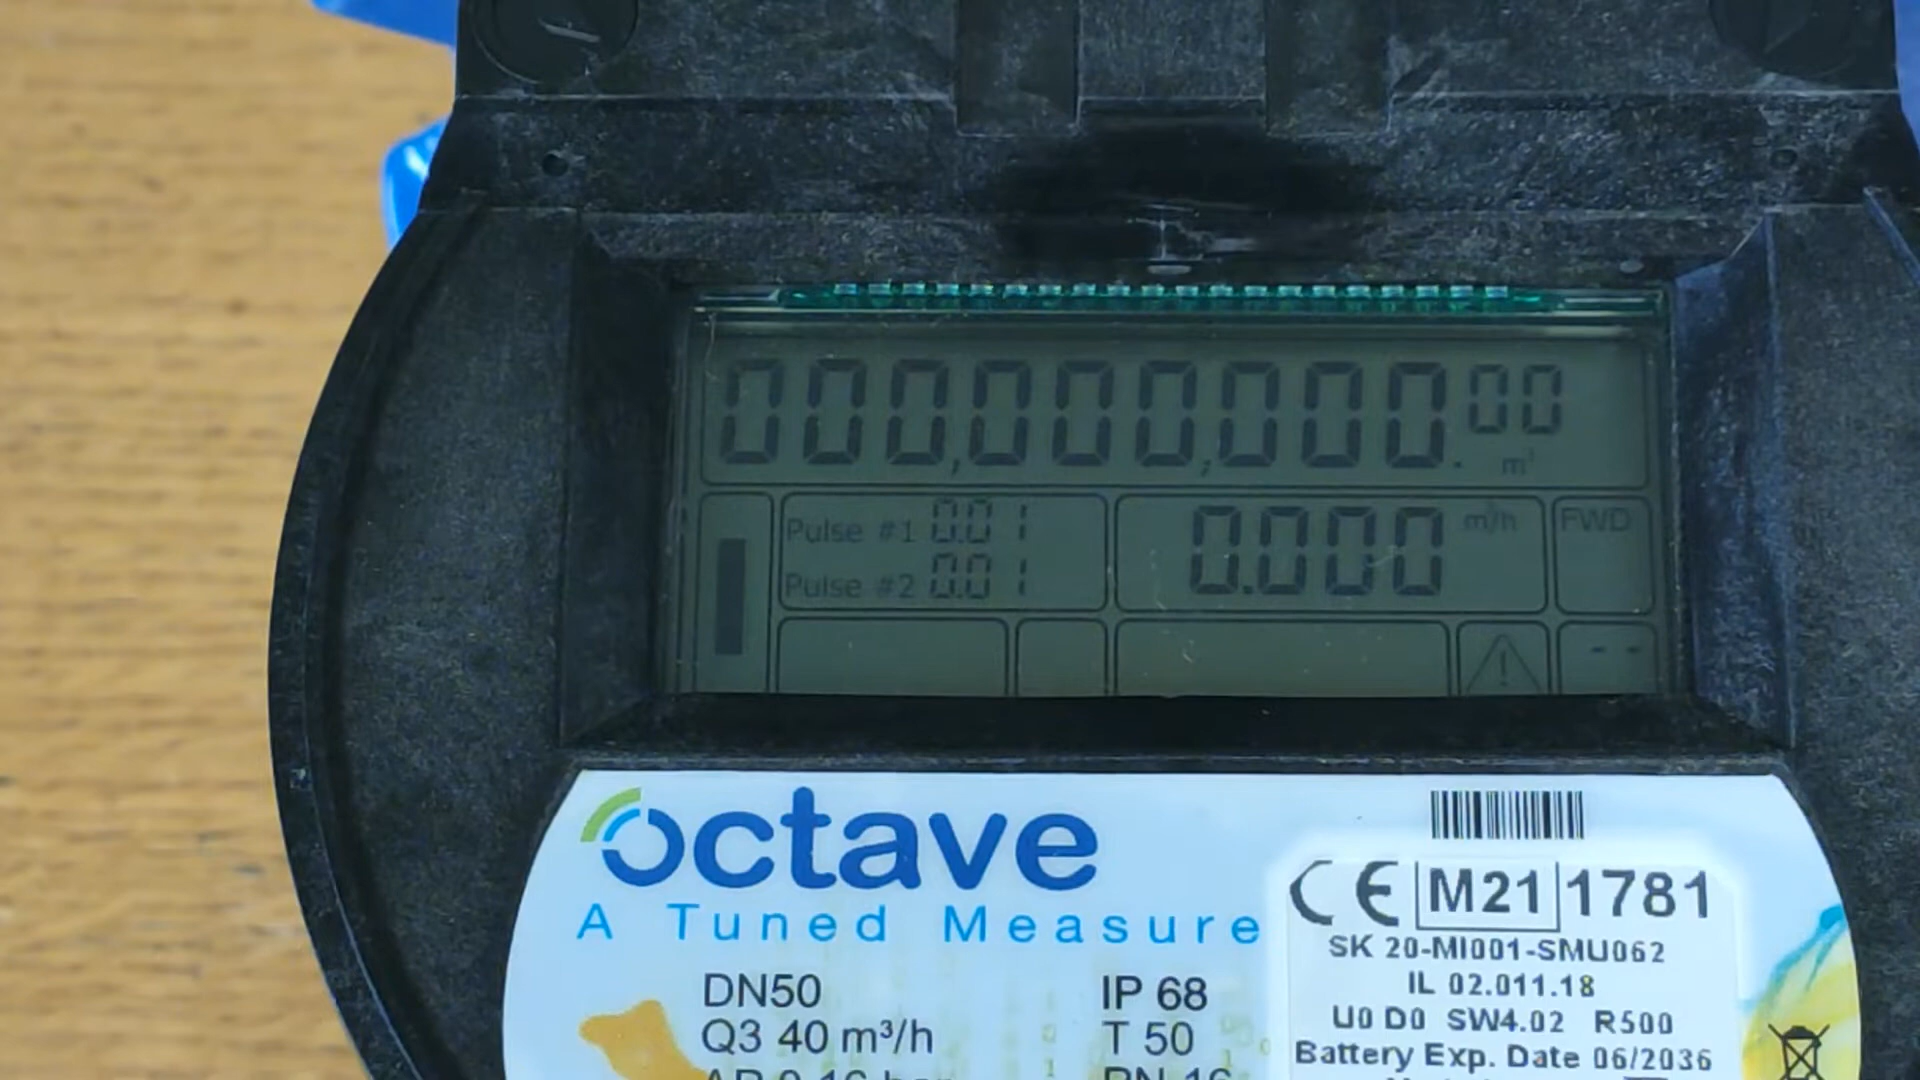 000,000,000.00
m³
Pulse #1 0.01
Pulse #2 0.01
0.000 m³/h
FWD
--
octave
A Tuned Measure
DN50
Q3 40 m³/h
IP 68
T 50
CE M21 1781
SK 20-MI001-SMU062
IL 02.011.18
U0 D0 SW4.02 R500
Battery Exp. Date 06/2036